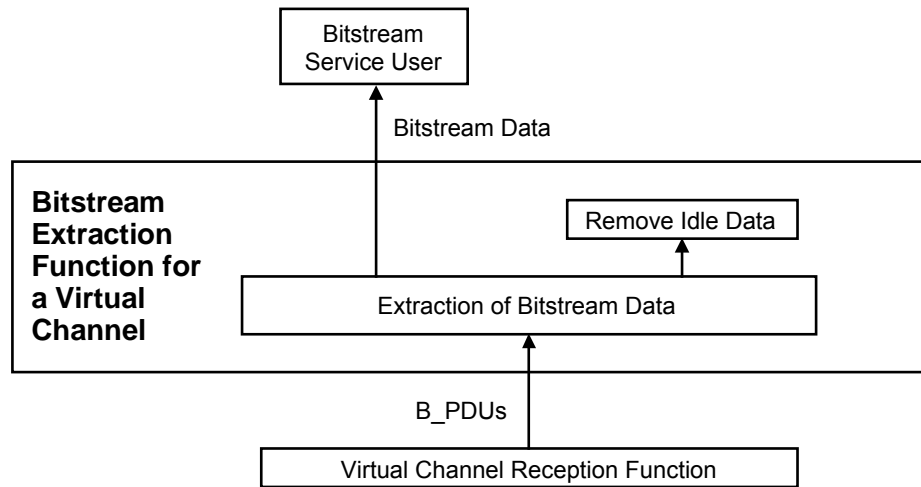 Bitstream
Service User
Bitstream Data
Bitstream
Extraction
Function for
a Virtual
Channel
Remove Idle Data
Extraction of Bitstream Data
B_PDUs
Virtual Channel Reception Function